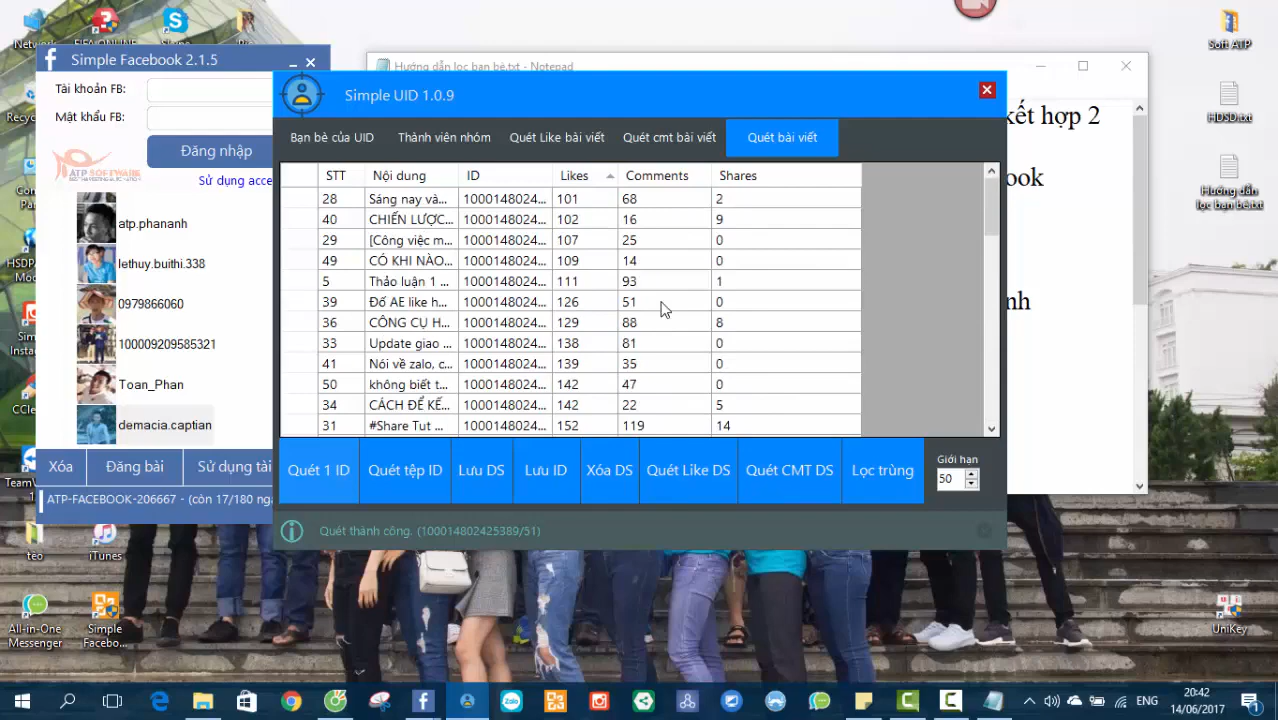 Soft ATP
HDSD.txt
Hướng dẫn
lọc bạn bè.txt
UniKey
Hướng dẫn lọc bạn bè.txt - Notepad
kết hợp 2
Simple Facebook 2.1.5
Tài khoản FB:
Mật khẩu FB:
Đăng nhập
ATP SOFTWARE
Sử dụng acce
atp.phananh
lethuy.buithi.338
0979866060
100009209585321
Toan_Phan
demacia.captian
Xóa
Đăng bài
Sử dụng tài
ATP-FACEBOOK-206667 - (còn 17/180 ng
Simple UID 1.0.9
Bạn bè của UID Thành viên nhóm Quét Like bài viết Quét cmt bài viết Quét bài viết
STT Nội dung ID Likes Comments Shares
28 Sáng nay và... 1000148024... 101 68 2
40 CHIẾN LƯỢC... 1000148024... 102 16 9
29 [Công việc m... 1000148024... 107 25 0
49 CÓ KHI NÀO... 1000148024... 109 14 0
5 Thảo luận 1 ... 1000148024... 111 93 1
39 Đố AE like h... 1000148024... 126 51 0
36 CÔNG CỤ H... 1000148024... 129 88 8
33 Update giao ... 1000148024... 138 81 0
41 Nói về zalo, c... 1000148024... 139 35 0
50 không biết t... 1000148024... 142 47 0
34 CÁCH ĐỂ KẾ... 1000148024... 142 22 5
31 #Share Tut ... 1000148024... 152 119 14
Quét 1 ID Quét tệp ID Lưu DS Lưu ID Xóa DS Quét Like DS Quét CMT DS Lọc trùng
Giới hạn
50
Quét thành công. (100014802425389/51)
teo
iTunes
All-in-One
Messenger
Simple
Facebo...
ENG
20:42
14/06/2017